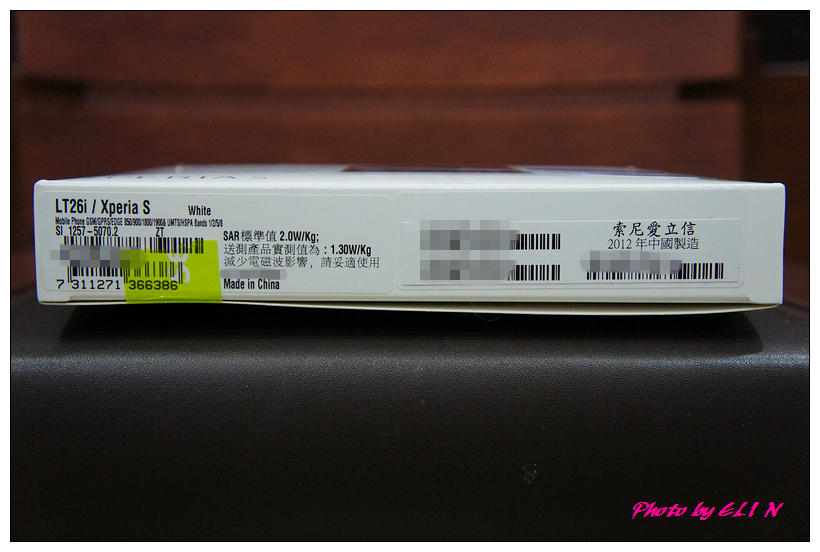 LT26i / Xperia S White
Mobile Phone GSM/GPRS/EDGE 850/900/1800/1900& UMTS/HSPA Bands 1/2/5/8
SI 1257-5070.2 ZT
7 311271 366386
SAR標準值 2.0W/Kg;
送測產品實測值為：1.30W/Kg
減少電磁波影響，請妥適使用
Made in China
索尼愛立信
2012 年中國製造
Photo by ELI N